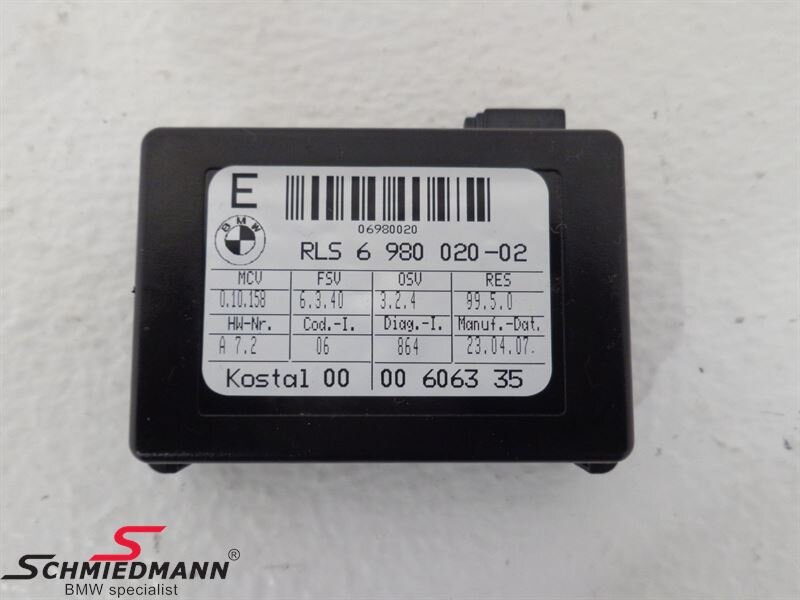 E
06980020
BMW
RLS 6 980 020-02
MCV FSV OSV RES
0.10.158 6.3.40 3.2.4 99.5.0
HW-Nr. Cod.-I. Diag.-I. Manuf.-Dat.
A 7.2 06 864 23.04.07.
Kostal 00 00 6063 35
SCHMIEDMANN®
BMW specialist